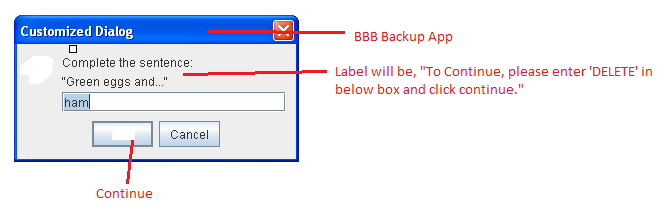 Customized Dialog
BBB Backup App
Complete the sentence:
"Green eggs and..."
Label will be, "To Continue, please enter 'DELETE' in
below box and click continue."
ham
Cancel
Continue